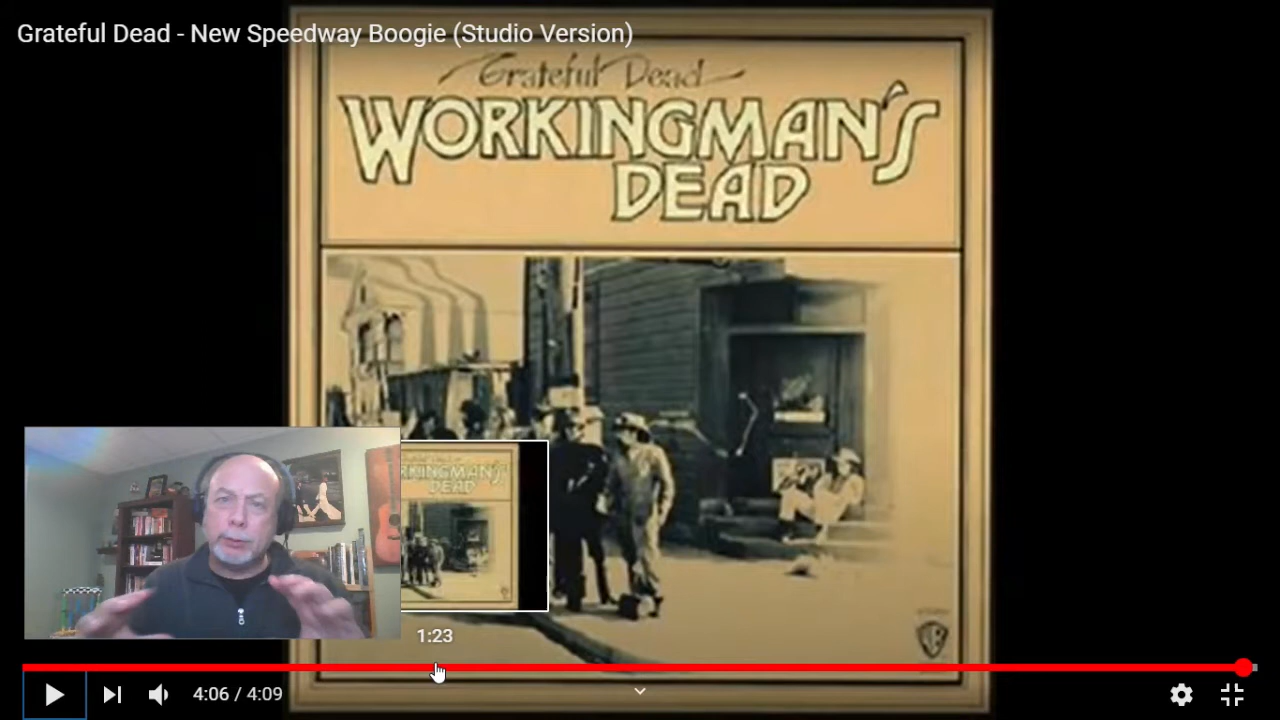 Grateful Dead - New Speedway Boogie (Studio Version)
Grateful Dead
WORKINGMAN'S
DEAD
WORKINGMAN'S
DEAD
1:23
WB
4:06 / 4:09